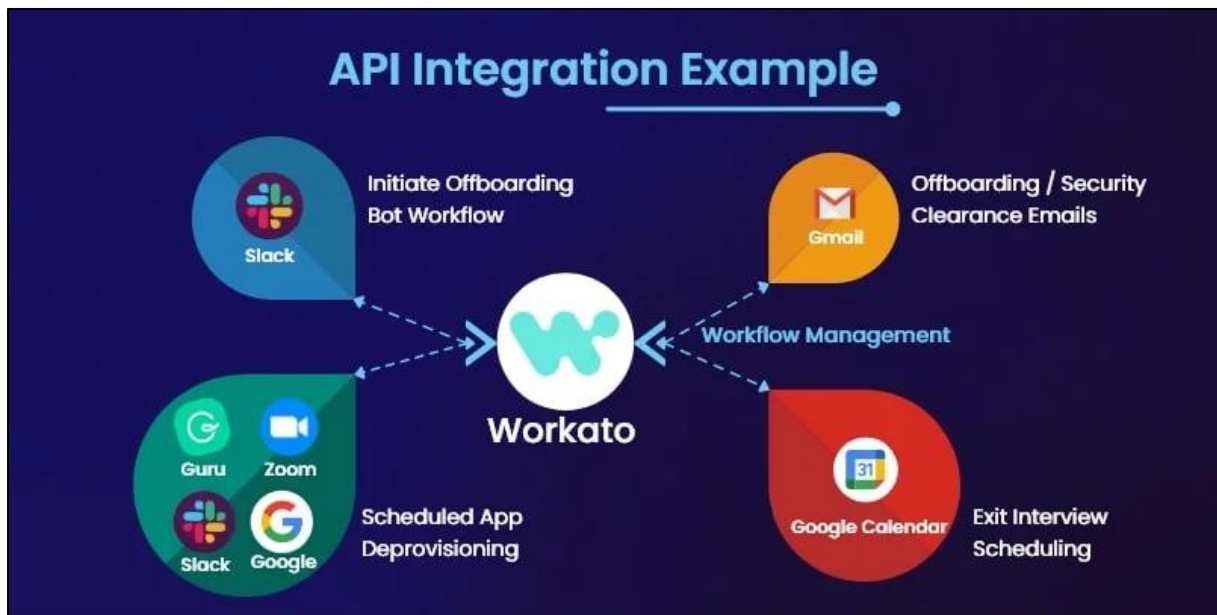 API Integration Example
Slack
Initiate Offboarding
Bot Workflow
Gmail
Offboarding / Security
Clearance Emails
Workflow Management
Workato
Guru
Zoom
Slack
Google
Scheduled App
Deprovisioning
31
Google Calendar
Exit Interview
Scheduling